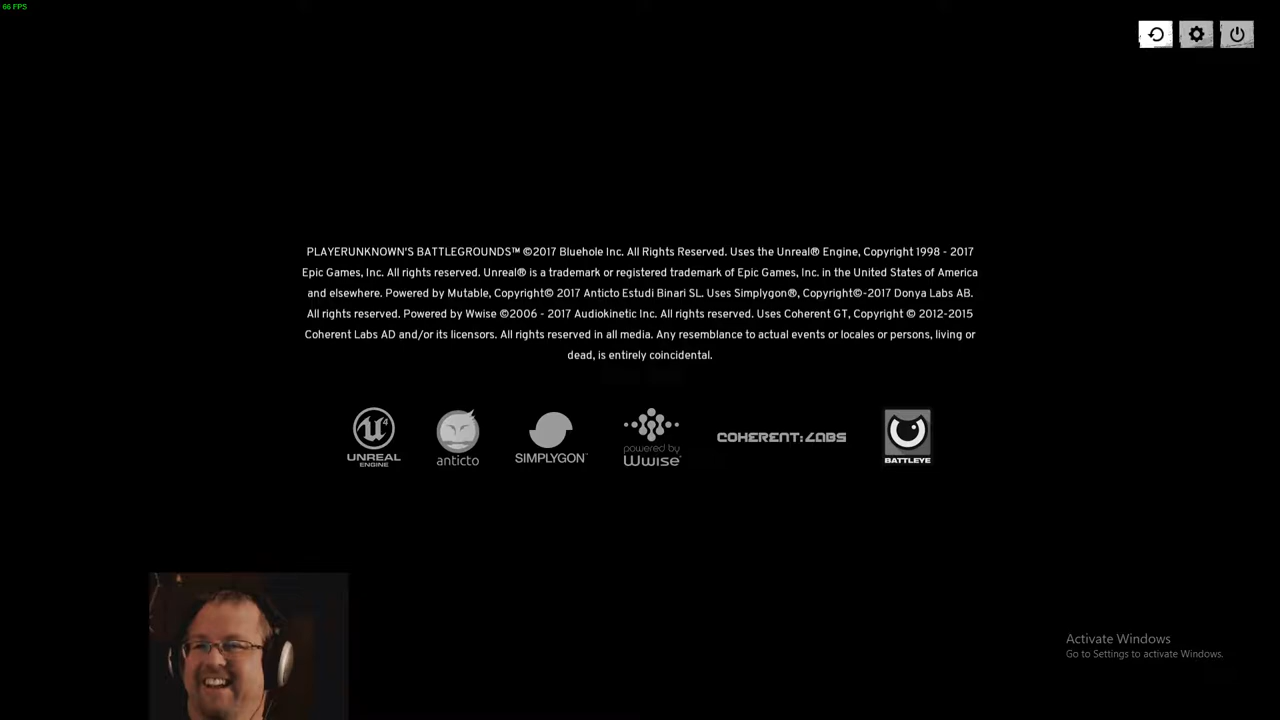 66 FPS
PLAYERUNKNOWN'S BATTLEGROUNDS™ ©2017 Bluehole Inc. All Rights Reserved. Uses the Unreal® Engine, Copyright 1998 - 2017
Epic Games, Inc. All rights reserved. Unreal® is a trademark or registered trademark of Epic Games, Inc. in the United States of America
and elsewhere. Powered by Mutable, Copyright© 2017 Anticto Estudi Binari SL. Uses Simplygon®, Copyright©-2017 Donya Labs AB.
All rights reserved. Powered by Wwise ©2006 - 2017 Audiokinetic Inc. All rights reserved. Uses Coherent GT, Copyright © 2012-2015
Coherent Labs AD and/or its licensors. All rights reserved in all media. Any resemblance to actual events or locales or persons, living or
dead, is entirely coincidental.
U4
UNREAL
ENGINE
anticto
SIMPLYGON
powered by
Wwise
COHERENT:LABS
BATTLEYE
Activate Windows
Go to Settings to activate Windows.